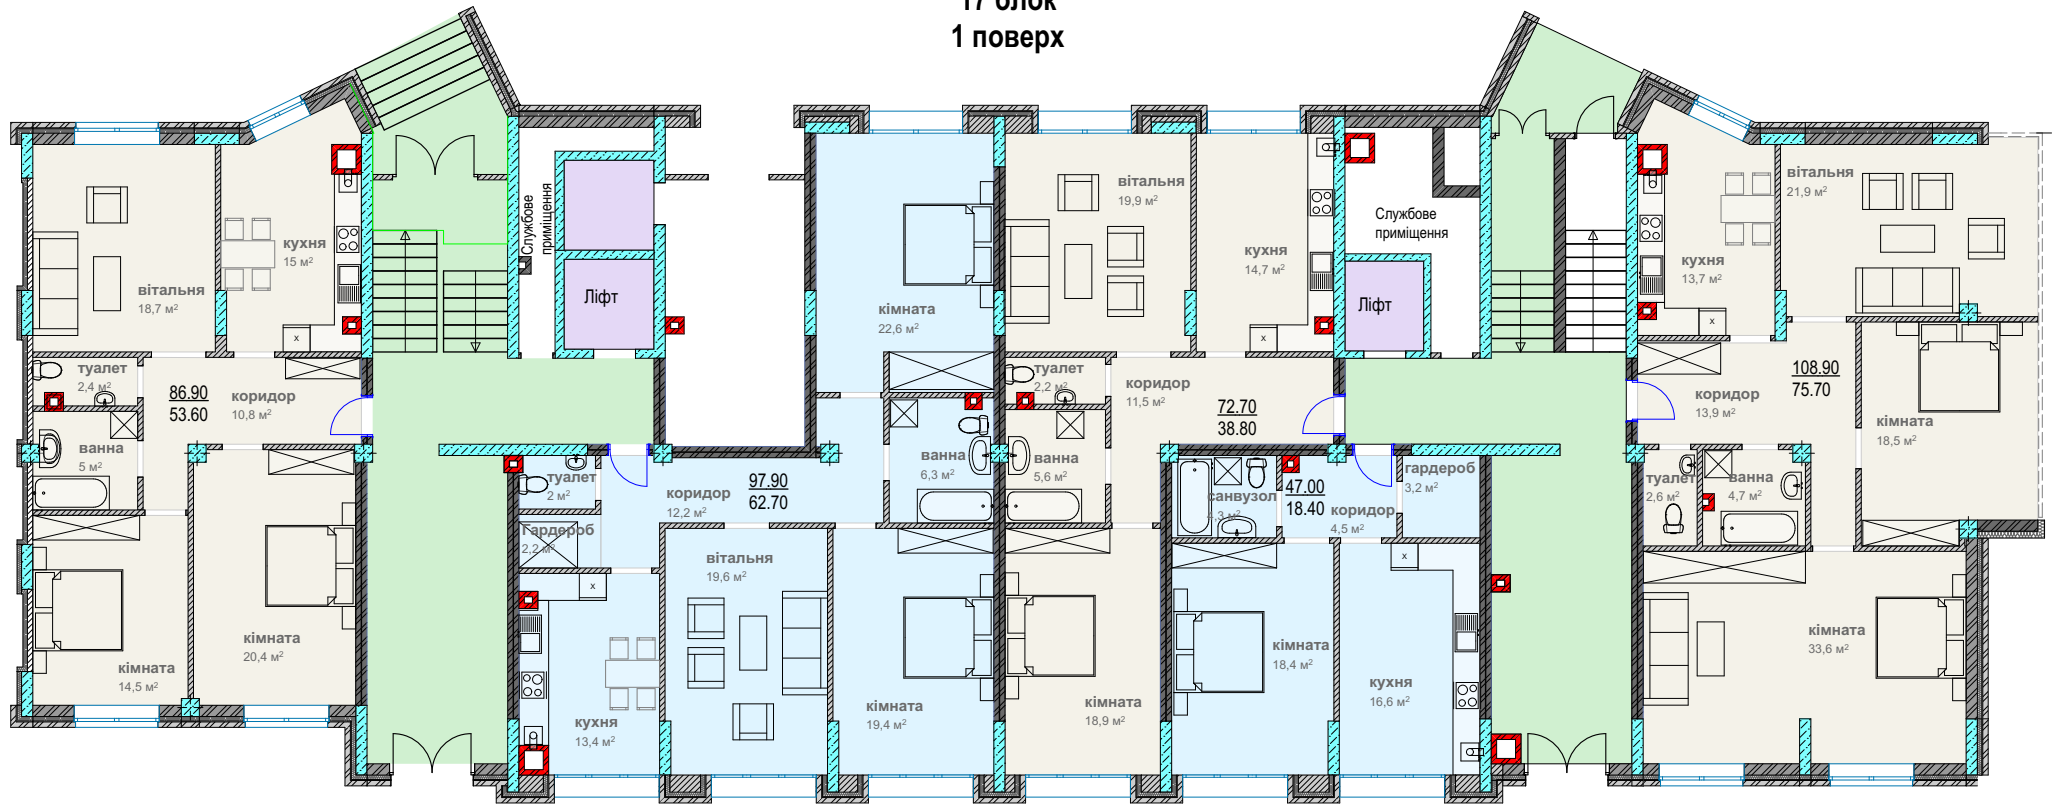 17 блок
1 поверх
вітальня
18,7 м²
кухня
15 м²
туалет
2,4 м²
86.90
53.60
коридор
10,8 м²
ванна
5 м²
кімната
14,5 м²
кімната
20,4 м²
Службове
приміщення
Ліфт
туалет
2 м²
Гардероб
2,2 м²
коридор
12,2 м²
97.90
62.70
кухня
13,4 м²
вітальня
19,6 м²
кімната
19,4 м²
кімната
22,6 м²
ванна
6,3 м²
вітальня
19,9 м²
кухня
14,7 м²
туалет
2,2 м²
коридор
11,5 м²
72.70
38.80
ванна
5,6 м²
кімната
18,9 м²
Службове
приміщення
Ліфт
санвузол
4,3 м²
47.00
18.40
коридор
4,5 м²
гардероб
3,2 м²
кімната
18,4 м²
кухня
16,6 м²
кухня
13,7 м²
вітальня
21,9 м²
коридор
13,9 м²
108.90
75.70
кімната
18,5 м²
туалет
2,6 м²
ванна
4,7 м²
кімната
33,6 м²
x
x
x
x
x